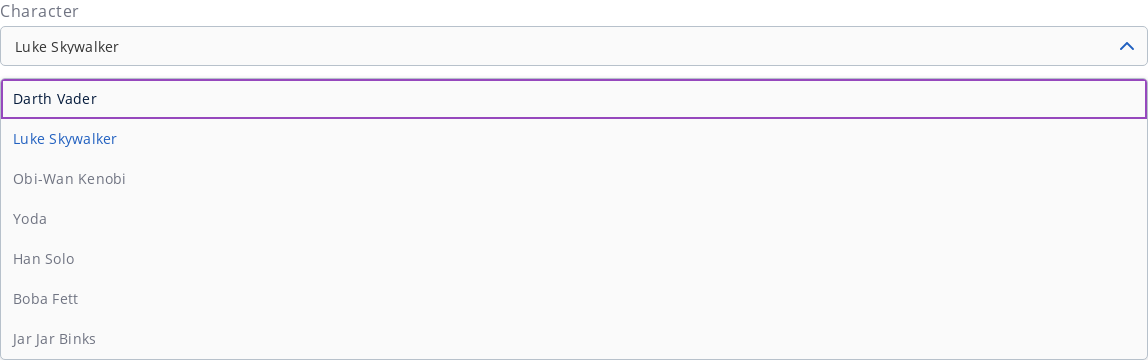 Character
Luke Skywalker
Darth Vader
Luke Skywalker
Obi-Wan Kenobi
Yoda
Han Solo
Boba Fett
Jar Jar Binks